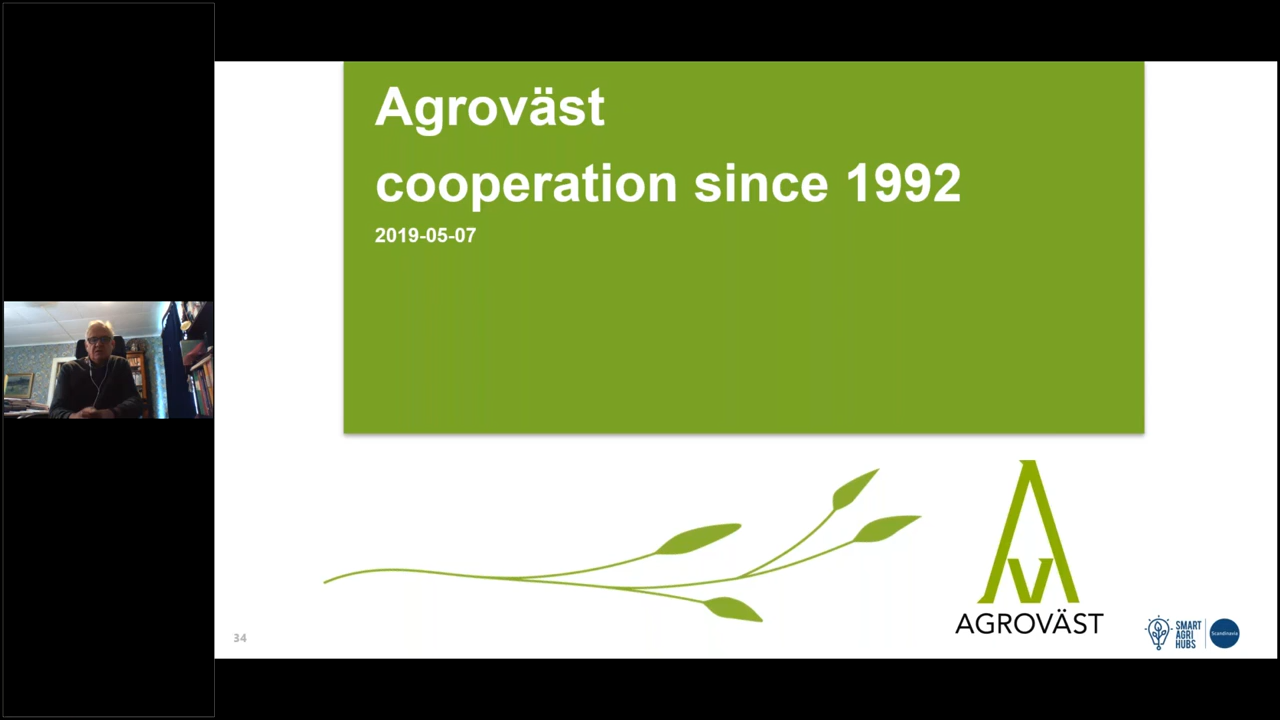 Agroväst
cooperation since 1992
2019-05-07
AGROVÄST
34
SMART
AGRI
HUBS
Scandinavia